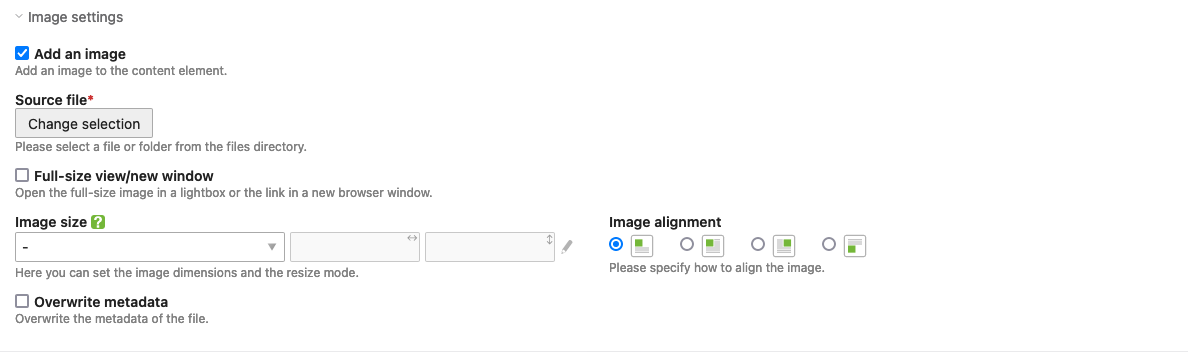 Image settings
Add an image
Add an image to the content element.
Source file*
Change selection
Please select a file or folder from the files directory.
Full-size view/new window
Open the full-size image in a lightbox or the link in a new browser window.
Image size ?
-
Here you can set the image dimensions and the resize mode.
Image alignment
Please specify how to align the image.
Overwrite metadata
Overwrite the metadata of the file.